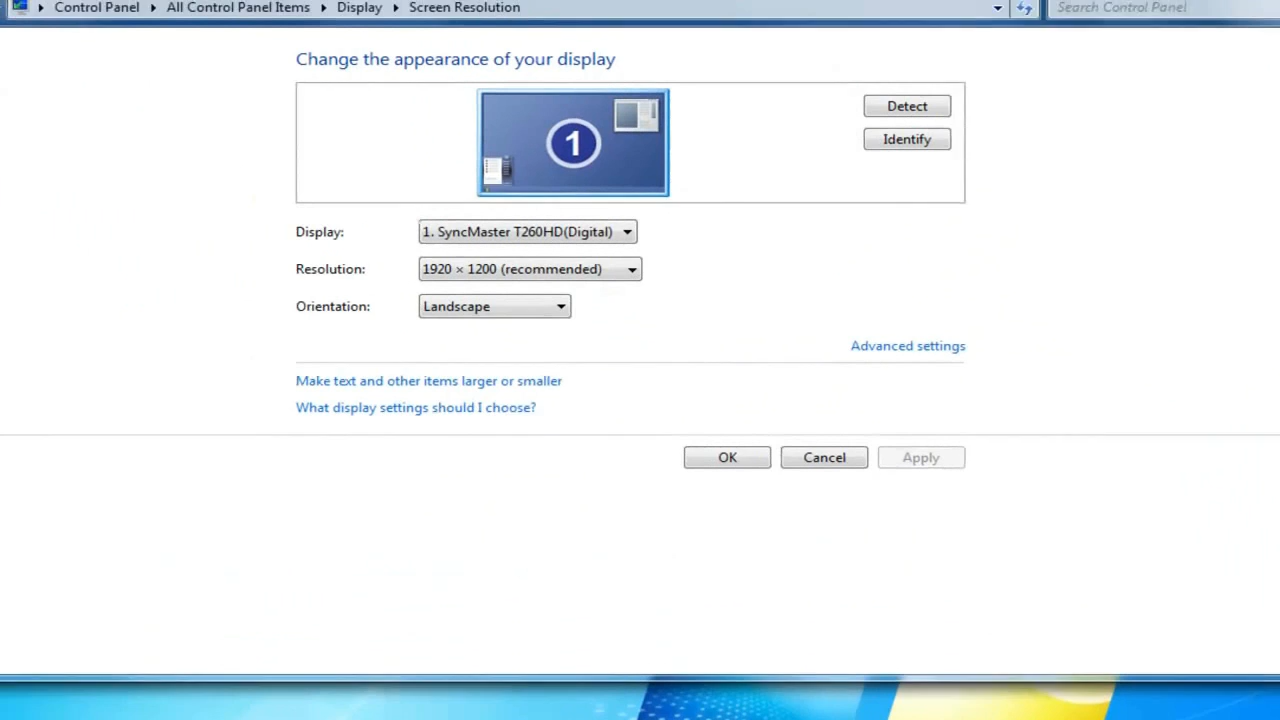 Control Panel ▸ All Control Panel Items ▸ Display ▸ Screen Resolution
Search Control Panel
Change the appearance of your display
1
Detect
Identify
Display: 1. SyncMaster T260HD(Digital)
Resolution: 1920 × 1200 (recommended)
Orientation: Landscape
Advanced settings
Make text and other items larger or smaller
What display settings should I choose?
OK Cancel Apply